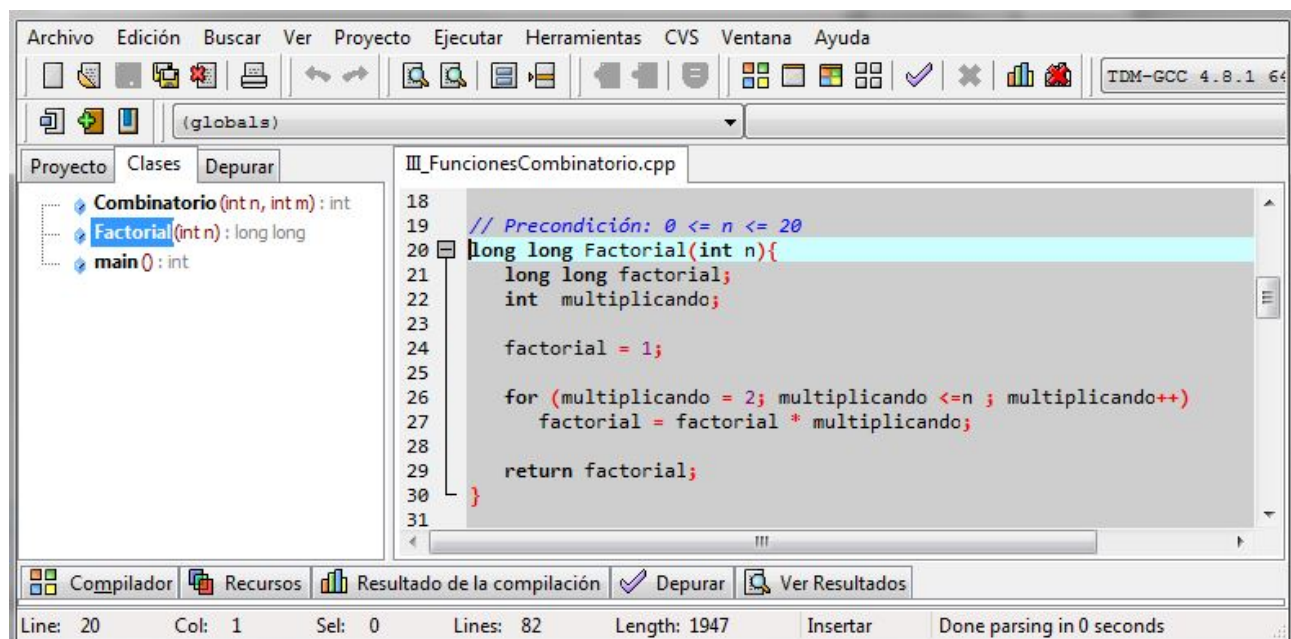 Archivo Edición Buscar Ver Proyecto Ejecutar Herramientas CVS Ventana Ayuda
TDM-GCC 4.8.1 64
(globals)
Proyecto Clases Depurar
III_FuncionesCombinatorio.cpp
Combinatorio (int n, int m) : int
Factorial (int n) : long long
main () : int
18
19 // Precondición: 0 <= n <= 20
20 long long Factorial(int n){
21 long long factorial;
22 int multiplicando;
23
24 factorial = 1;
25
26 for (multiplicando = 2; multiplicando <=n ; multiplicando++)
27 factorial = factorial * multiplicando;
28
29 return factorial;
30 }
31
Compilador Recursos Resultado de la compilación Depurar Ver Resultados
Line: 20 Col: 1 Sel: 0 Lines: 82 Length: 1947 Insertar Done parsing in 0 seconds